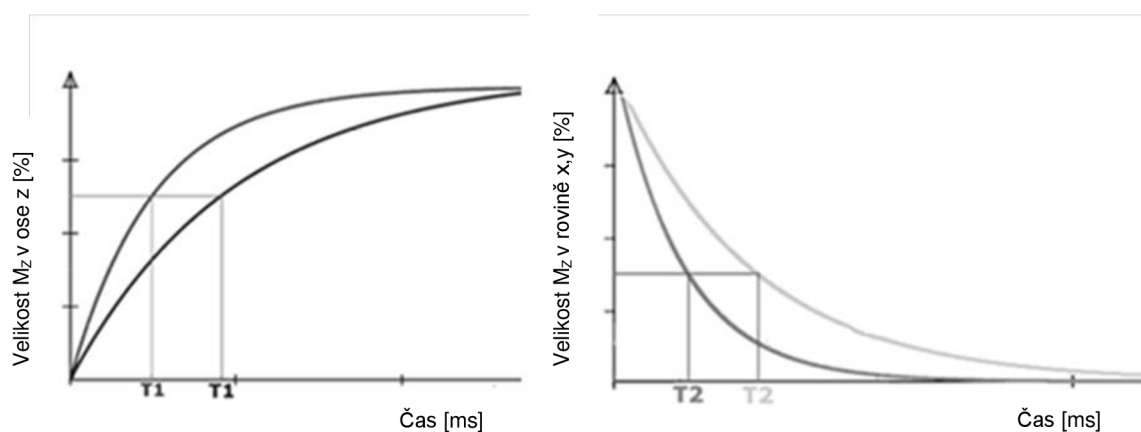 Velikost M_Z v ose z [%]
T1
T1
Čas [ms]
Velikost M_Z v rovině x,y [%]
T2
T2
Čas [ms]